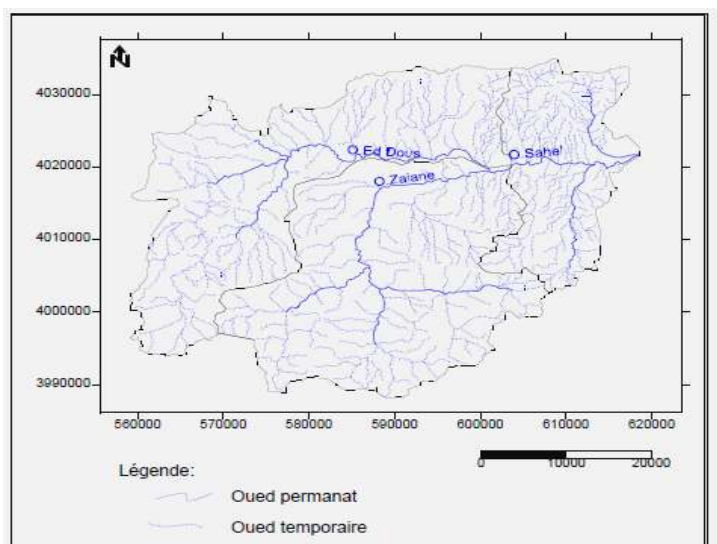 N
4030000
O Ed Dous
O Sahel
4020000
O Zaiane
4010000
4000000
3990000
560000 570000 580000 590000 600000 610000 620000
0 10000 20000
Légende:
Oued permanat
Oued temporaire